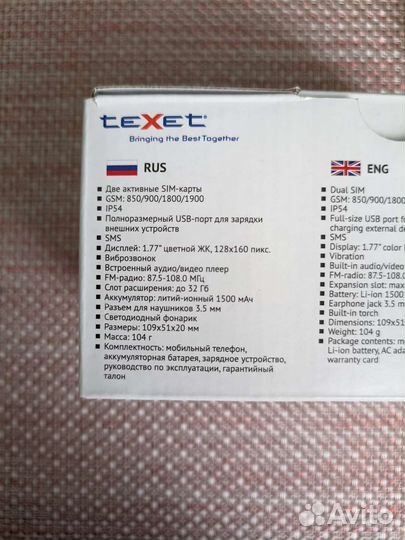 teXet
Bringing the Best Together
RUS
Две активные SIM-карты
GSM: 850/900/1800/1900
IP54
Полноразмерный USB-порт для зарядки
внешних устройств
SMS
Дисплей: 1.77" цветной ЖК, 128x160 пикс.
Виброзвонок
Встроенный аудио/видео плеер
FM-радио: 87.5-108.0 МГц
Слот расширения: до 32 Гб
Аккумулятор: литий-ионный 1500 мАч
Разъем для наушников 3.5 мм
Светодиодный фонарик
Размеры: 109x51x20 мм
Масса: 104 г
Комплектность: мобильный телефон,
аккумуляторная батарея, зарядное устройство,
руководство по эксплуатации, гарантийный
талон
ENG
Dual SIM
GSM: 850/900/1800
IP54
Full-size USB port
charging external
SMS
Display: 1.77" color
Vibration
Built-in audio/video
FM-radio: 87.5-108.
Expansion slot: max
Battery: Li-ion 1500
Earphone jack 3.5 m
Built-in torch
Dimensions: 109x51
Weight: 104 g
Package contents: m
Li-ion battery, AC ada
warranty card
Avito